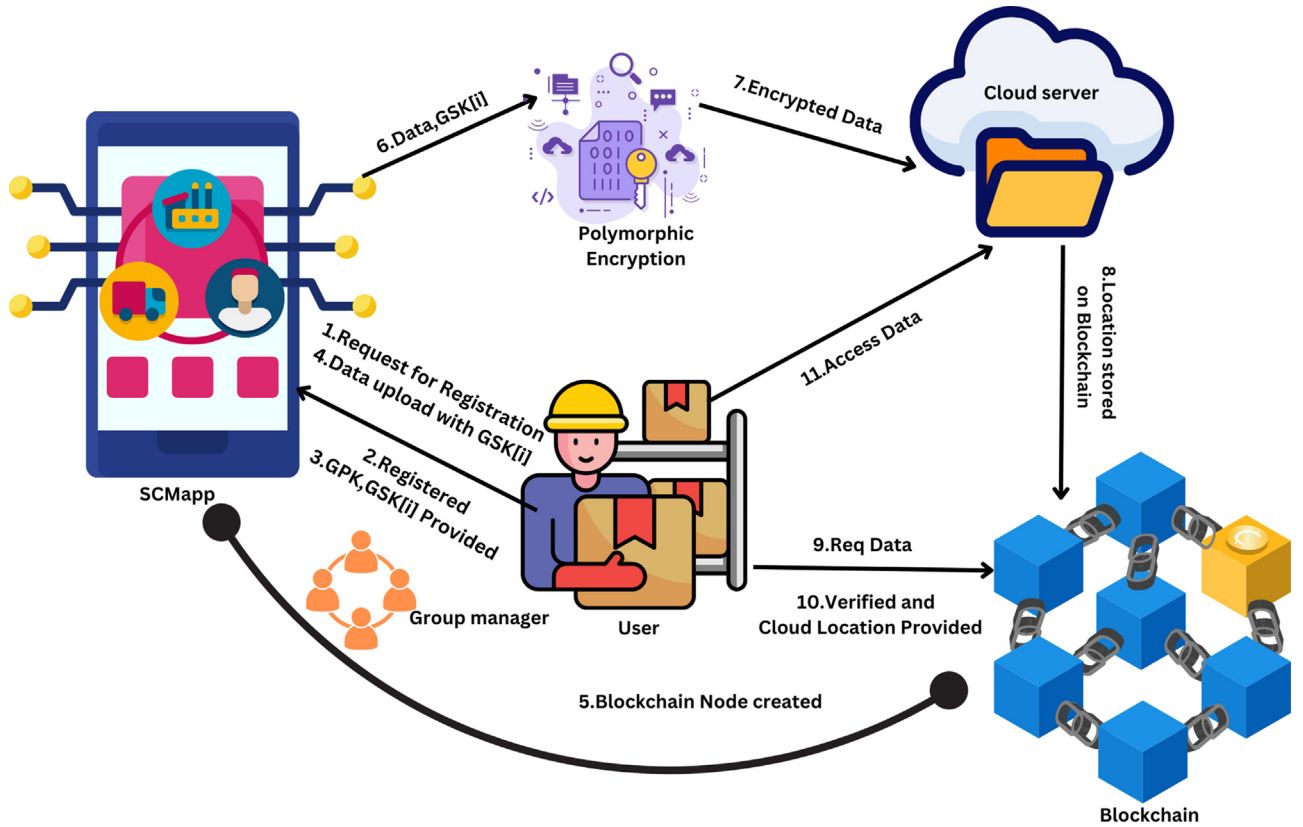 6.Data,GSK[i]
7.Encrypted Data
Cloud server
Polymorphic
Encryption
8.Location stored
on Blockchain
1.Request for Registration
4.Data upload with GSK[i]
11.Access Data
2.Registered
3.GPK,GSK[i] Provided
SCMapp
9.Req Data
10.Verified and
Cloud Location Provided
Group manager
User
5.Blockchain Node created
Blockchain